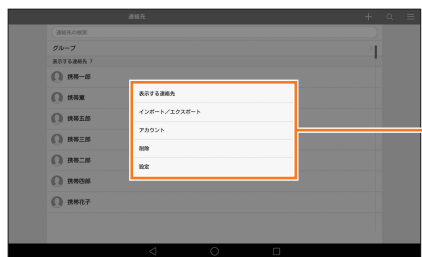 連絡先
連絡先の検索
グループ
表示する連絡先 7
携帯一郎
携帯薫
携帯五郎
携帯三郎
携帯二郎
携帯四郎
携帯花子
表示する連絡先
インポート／エクスポート
アカウント
削除
設定